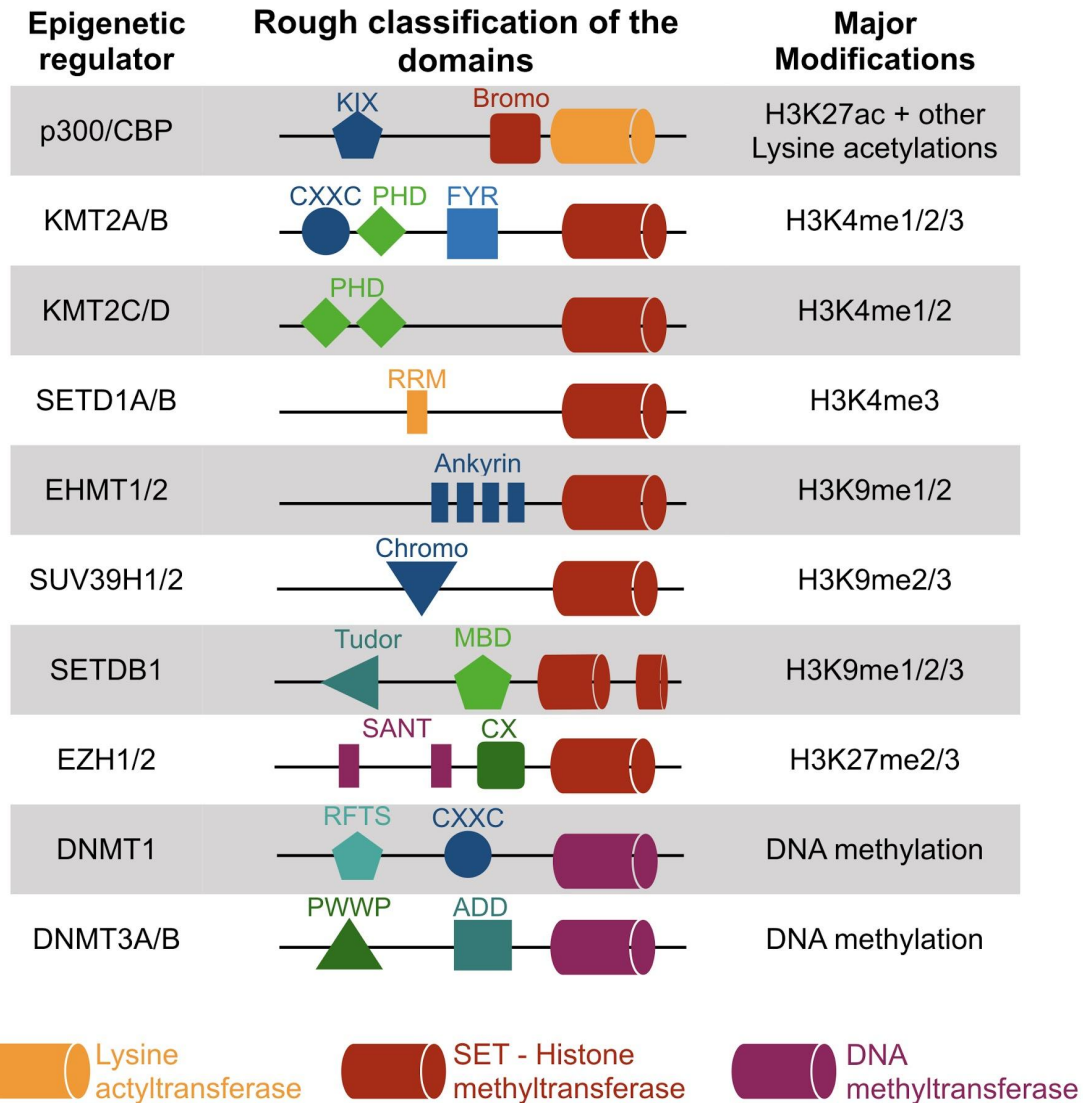 Epigenetic regulator
Rough classification of the domains
Major Modifications
p300/CBP
KIX
Bromo
H3K27ac + other
Lysine acetylations
KMT2A/B
CXXC
PHD
FYR
H3K4me1/2/3
KMT2C/D
PHD
H3K4me1/2
SETD1A/B
RRM
H3K4me3
EHMT1/2
Ankyrin
H3K9me1/2
SUV39H1/2
Chromo
H3K9me2/3
SETDB1
Tudor
MBD
H3K9me1/2/3
EZH1/2
SANT
CX
H3K27me2/3
DNMT1
RFTS
CXXC
DNA methylation
DNMT3A/B
PWWP
ADD
DNA methylation
Lysine
actyltransferase
SET - Histone
methyltransferase
DNA
methyltransferase